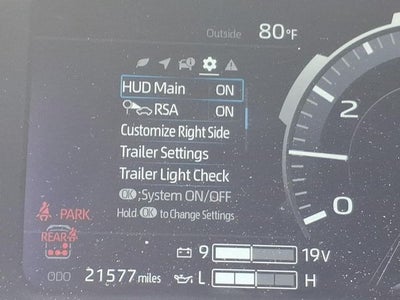 Outside 80°F
HUD Main ON
RSA ON
Customize Right Side
Trailer Settings
Trailer Light Check
OK :System ON/OFF
Hold OK to Change Settings
2
0
PARK
REAR
9 19V
ODO 21577 miles
L H